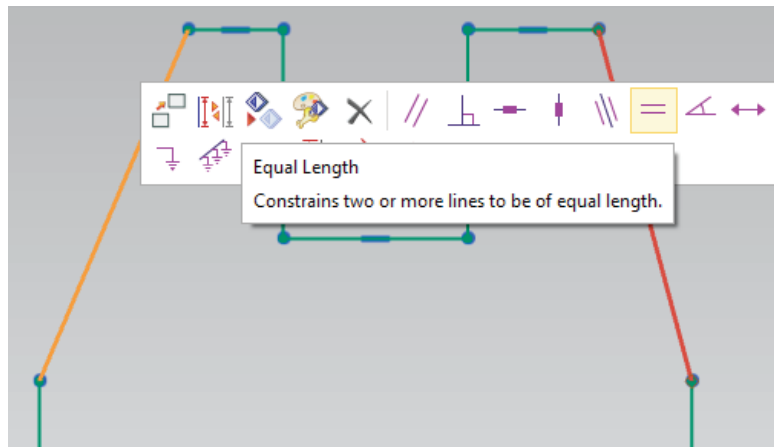 Equal Length
Constrains two or more lines to be of equal length.